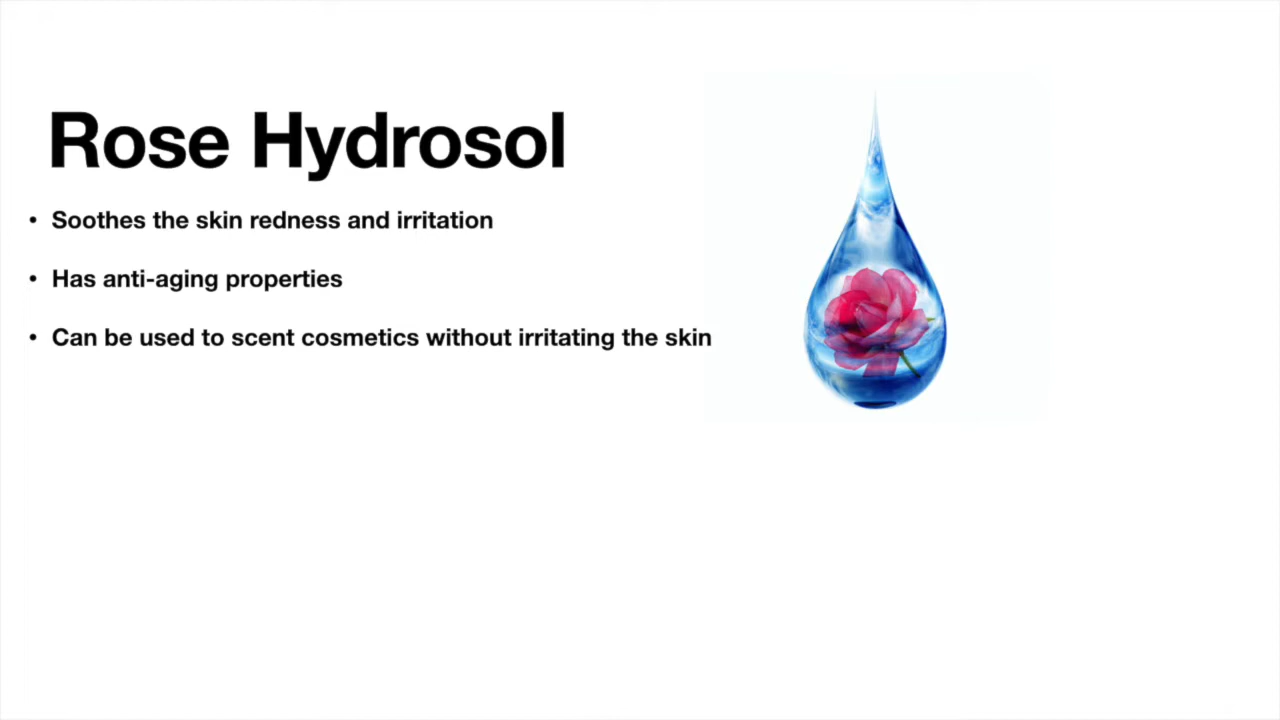 Rose Hydrosol
• Soothes the skin redness and irritation
• Has anti-aging properties
• Can be used to scent cosmetics without irritating the skin